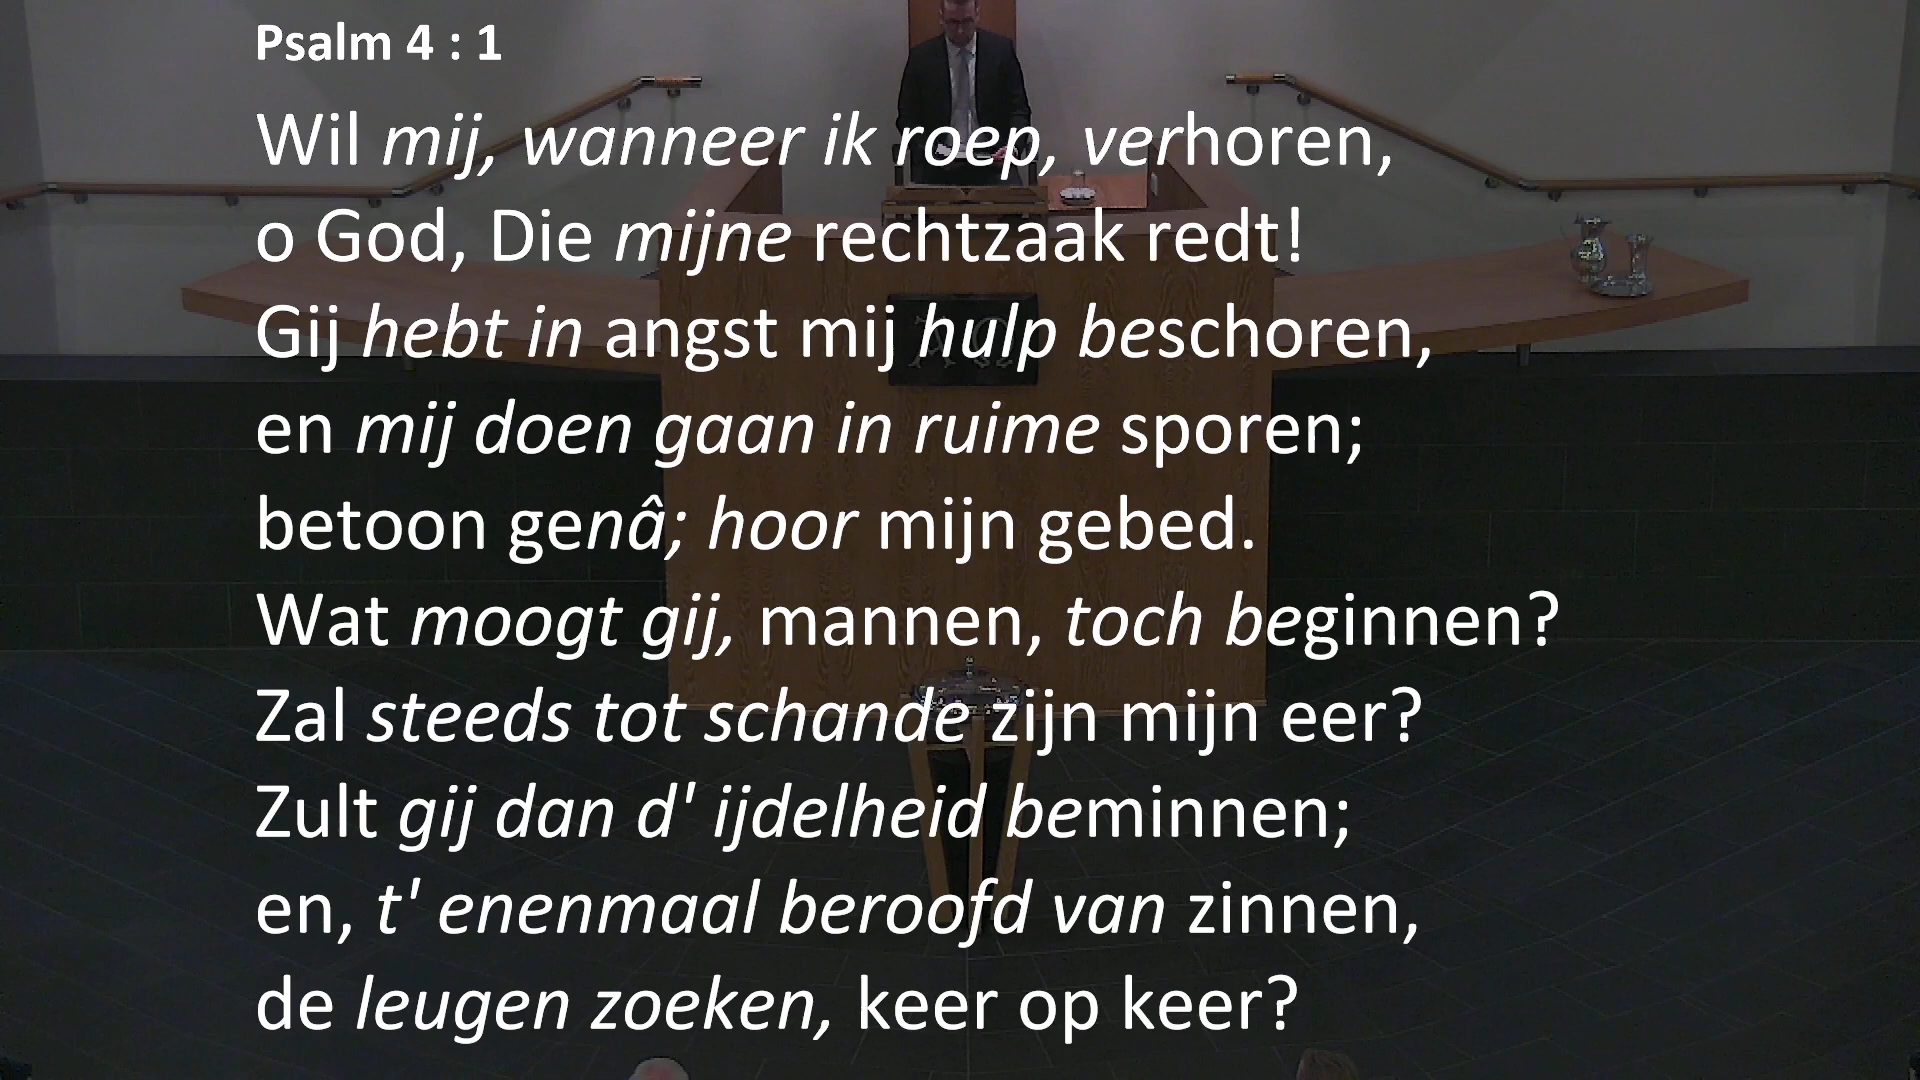 Psalm 4 : 1
Wil mij, wanneer ik roep, verhoren,
o God, Die mijne rechtzaak redt!
Gij hebt in angst mij hulp beschoren,
en mij doen gaan in ruime sporen;
betoon genâ; hoor mijn gebed.
Wat moogt gij, mannen, toch beginnen?
Zal steeds tot schande zijn mijn eer?
Zult gij dan d' ijdelheid beminnen;
en, t' enenmaal beroofd van zinnen,
de leugen zoeken, keer op keer?